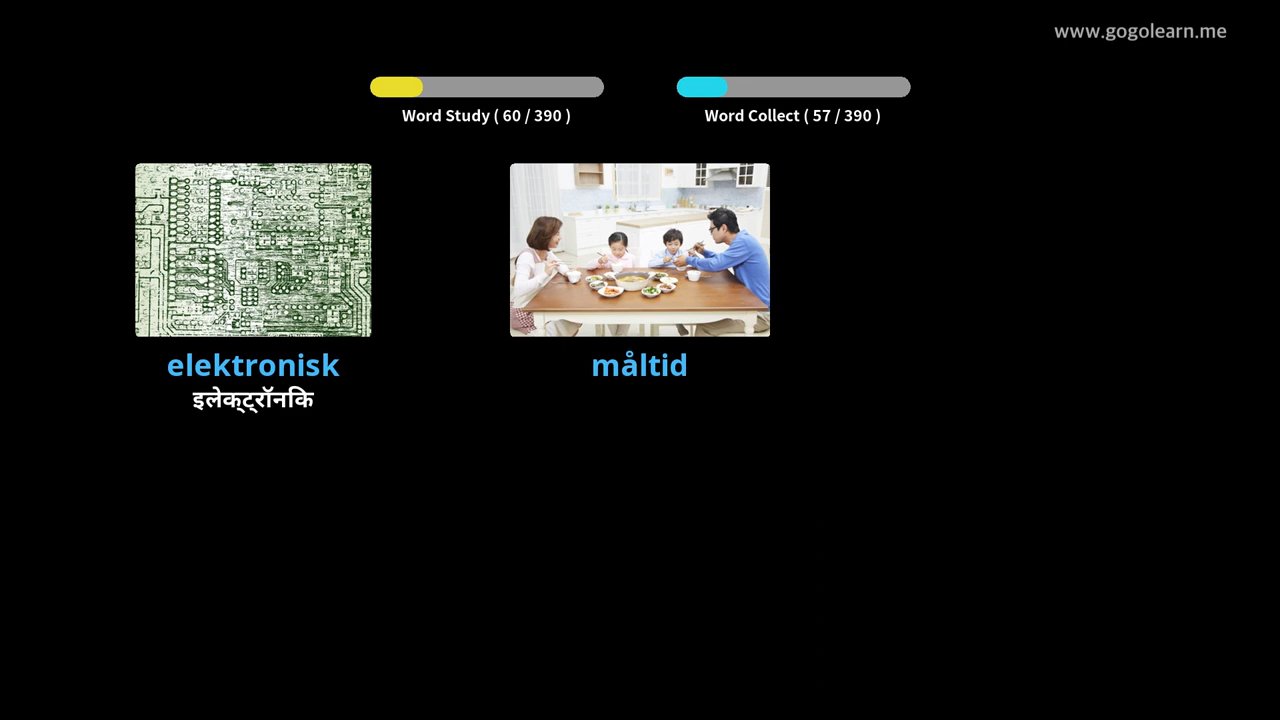 www.gogolearn.me
Word Study ( 60 / 390 )
Word Collect ( 57 / 390 )
elektronisk
måltid
इलेक्ट्रॉनकि